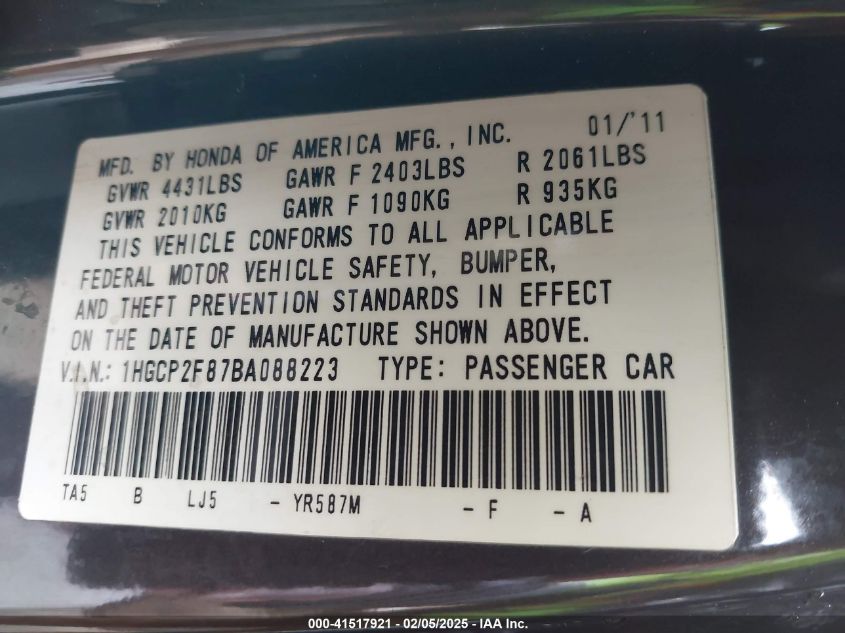 MFD. BY HONDA OF AMERICA MFG., INC. 01/'11
GVWR 4431LBS GAWR F 2403LBS R 2061LBS
GVWR 2010KG GAWR F 1090KG R 935KG
THIS VEHICLE CONFORMS TO ALL APPLICABLE
FEDERAL MOTOR VEHICLE SAFETY, BUMPER,
AND THEFT PREVENTION STANDARDS IN EFFECT
ON THE DATE OF MANUFACTURE SHOWN ABOVE.
V.I.N.: 1HGCP2F87BA088223 TYPE: PASSENGER CAR
TA5 B LJ5 - YR587M - F - A
000-41517921 - 02/05/2025 - IAA Inc.